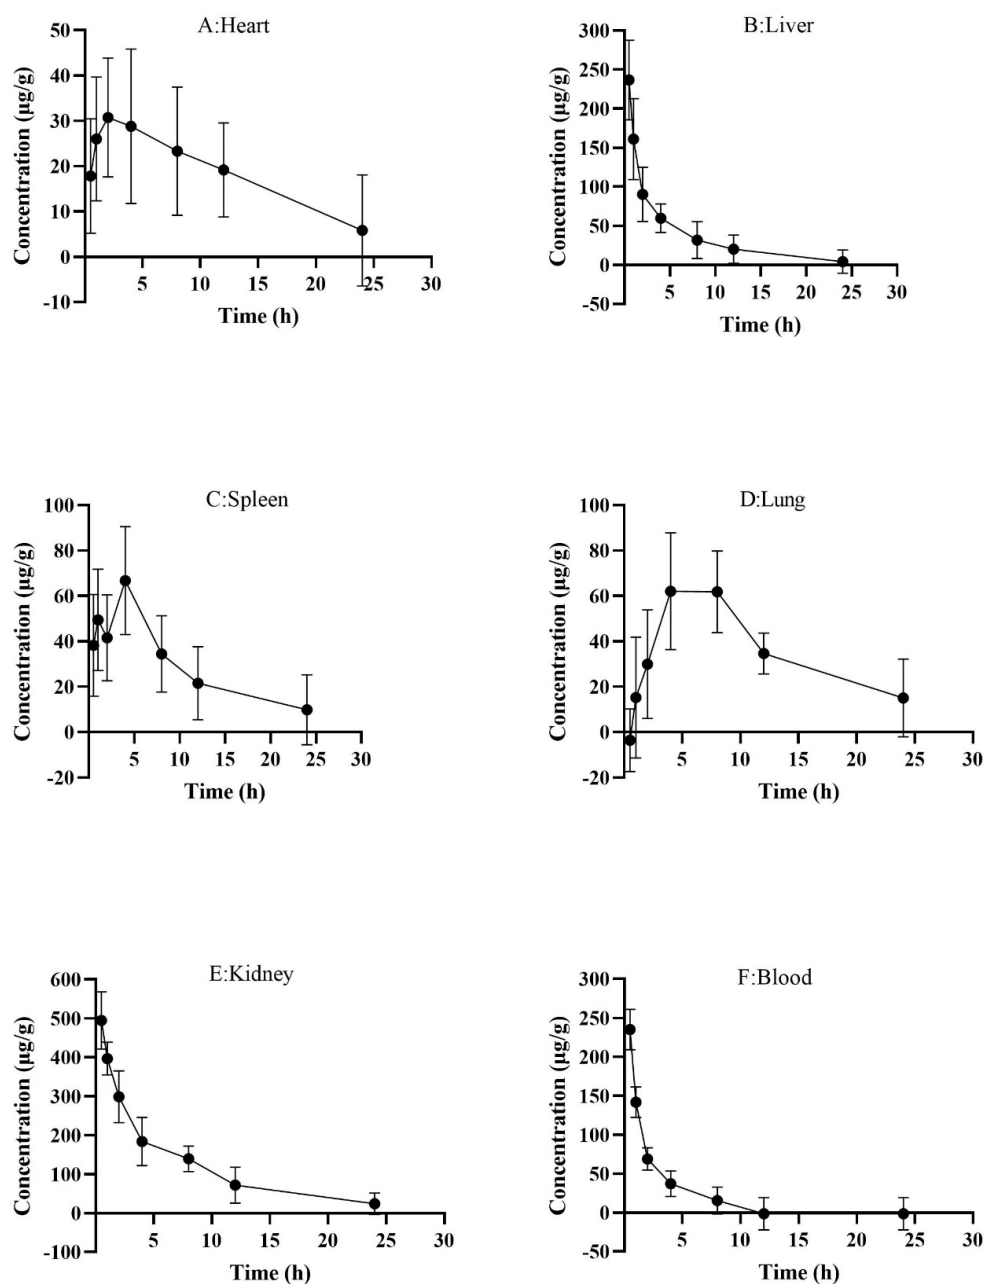 A:Heart
Concentration (µg/g)
50
40
30
20
10
0
-10
5 10 15 20 25 30
Time (h)
B:Liver
Concentration (µg/g)
300
250
200
150
100
50
0
-50
5 10 15 20 25 30
Time (h)
C:Spleen
Concentration (µg/g)
100
80
60
40
20
0
-20
5 10 15 20 25 30
Time (h)
D:Lung
Concentration (µg/g)
100
80
60
40
20
0
-20
5 10 15 20 25 30
Time (h)
E:Kidney
Concentration (µg/g)
600
500
400
300
200
100
0
-100
5 10 15 20 25 30
Time (h)
F:Blood
Concentration (µg/g)
300
250
200
150
100
50
0
-50
5 10 15 20 25 30
Time (h)